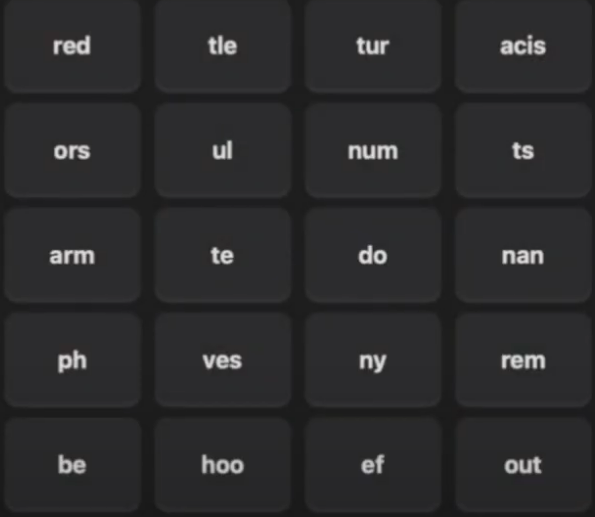 red tle tur acis
ors ul num ts
arm te do nan
ph ves ny rem
be hoo ef out